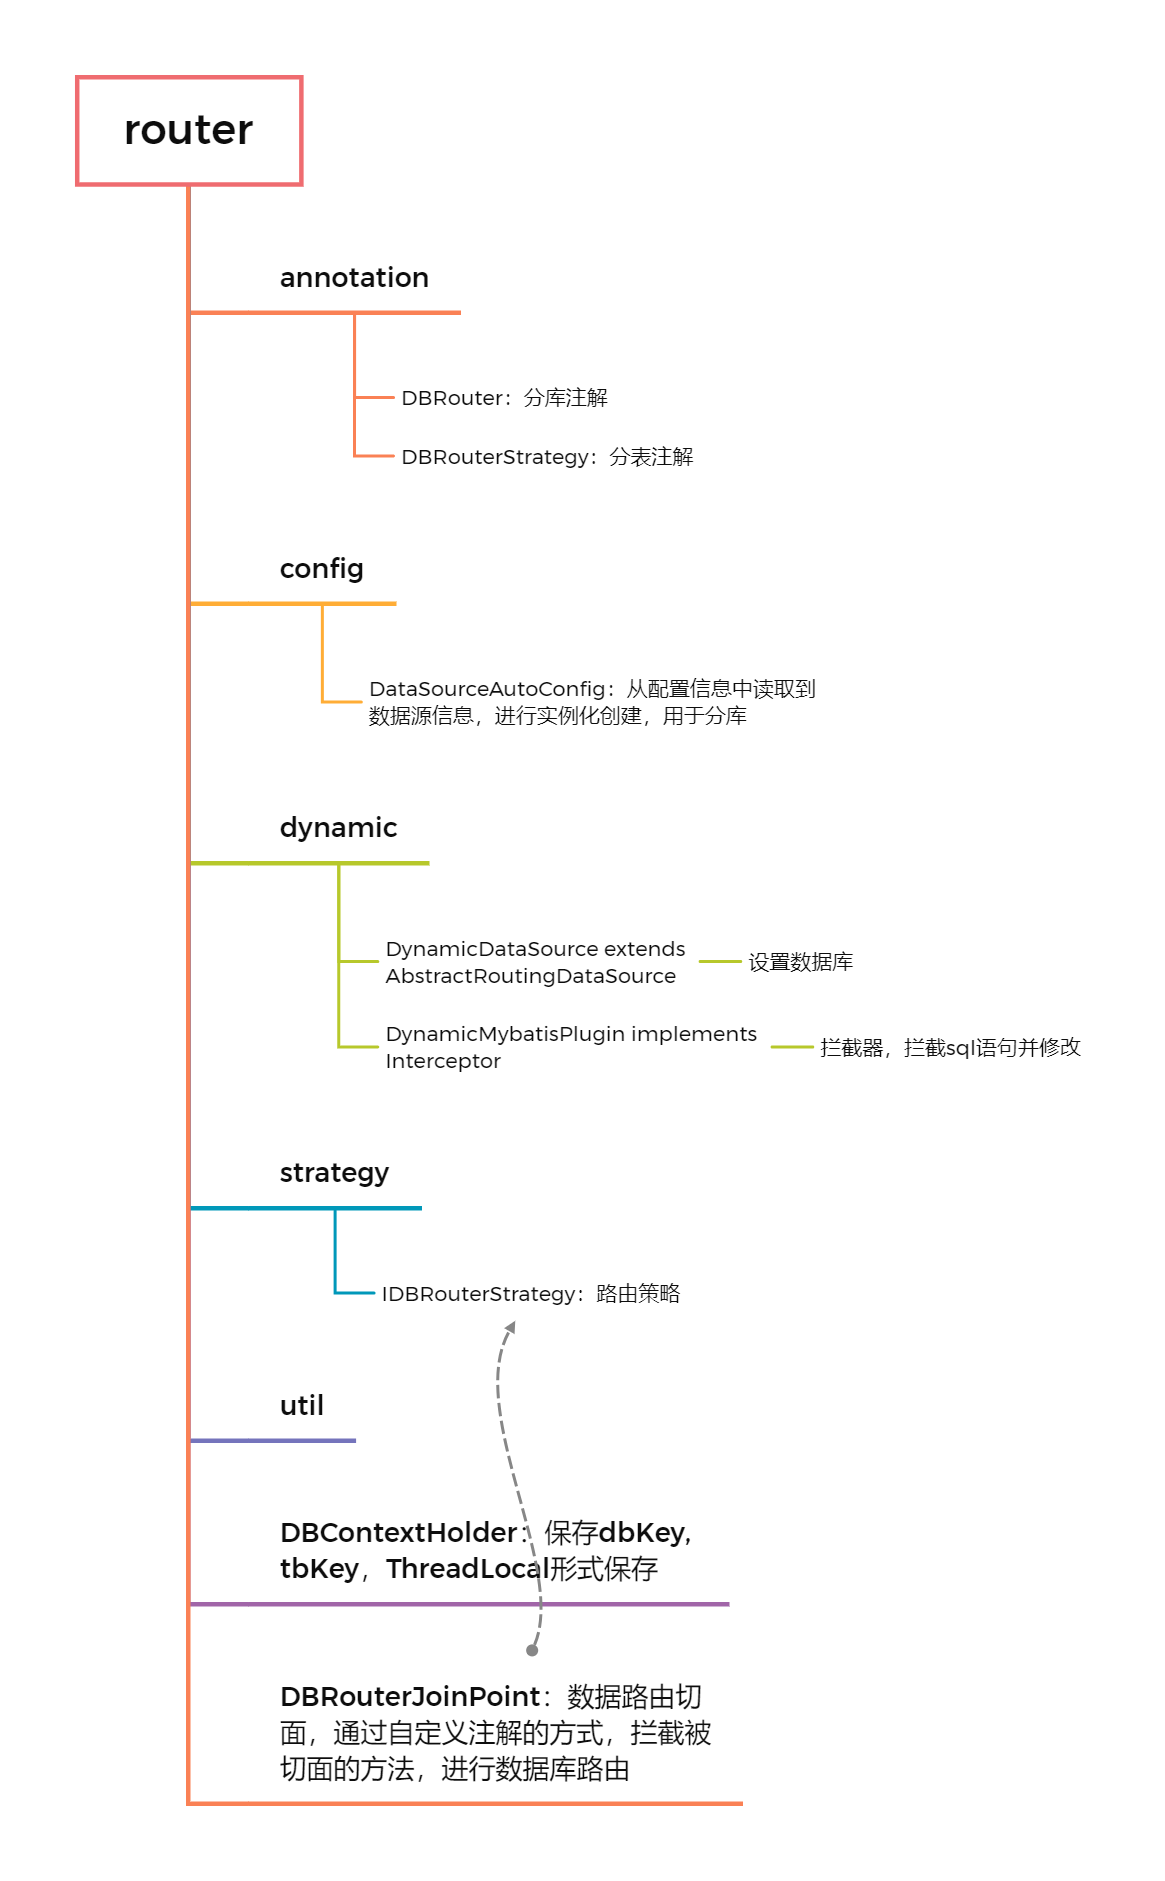 router
annotation
DBRouter：分库注解
DBRouterStrategy：分表注解
config
DataSourceAutoConfig：从配置信息中读取到
数据源信息，进行实例化创建，用于分库
dynamic
DynamicDataSource extends
AbstractRoutingDataSource
设置数据库
DynamicMybatisPlugin implements
Interceptor
拦截器，拦截sql语句并修改
strategy
IDBRouterStrategy：路由策略
util
DBContextHolder：保存dbKey,
tbKey，ThreadLocal形式保存
DBRouterJoinPoint：数据路由切
面，通过自定义注解的方式，拦截被
切面的方法，进行数据库路由